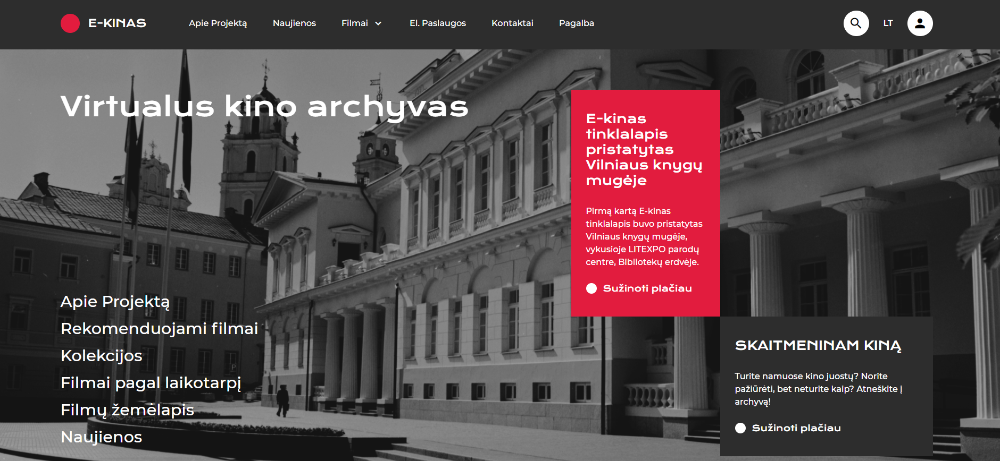 E-KINAS
Apie Projektą
Naujienos
Filmai
El. Paslaugos
Kontaktai
Pagalba
LT
Virtualus kino archyvas
E-kinas
tinklalapis
pristatytas
Vilniaus knygų
mugėje
Pirmą kartą E-kinas
tinklalapis buvo pristatytas
Vilniaus knygų mugėje,
vykusioje LITEXPO parodų
centre, Bibliotekų erdvėje.
Sužinoti plačiau
Apie Projektą
Rekomenduojami filmai
Kolekcijos
Filmai pagal laikotarpį
Filmų žemėlapis
Naujienos
SKAITMENINAM KINĄ
Turite namuose kino juostų? Norite
pažiūrėti, bet neturite kaip? Atneškite į
archyvą!
Sužinoti plačiau